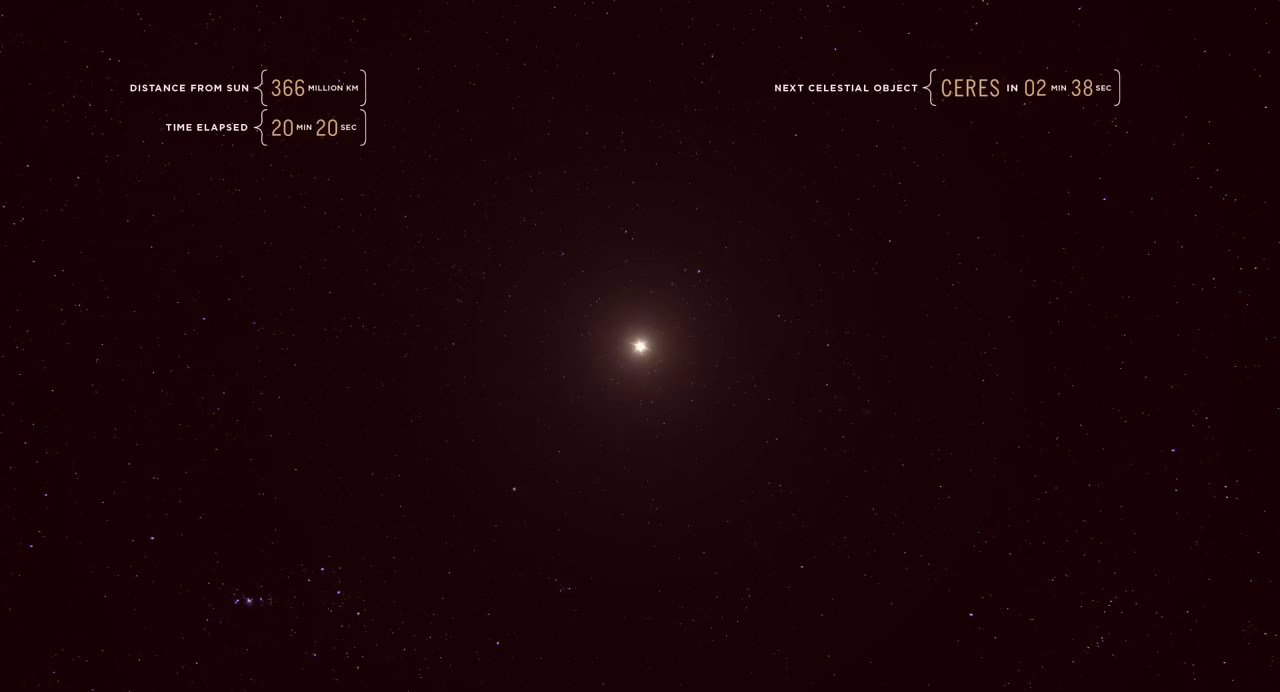 DISTANCE FROM SUN 366 MILLION KM
TIME ELAPSED 20 MIN 20 SEC
NEXT CELESTIAL OBJECT CERES IN 02 MIN 38 SEC